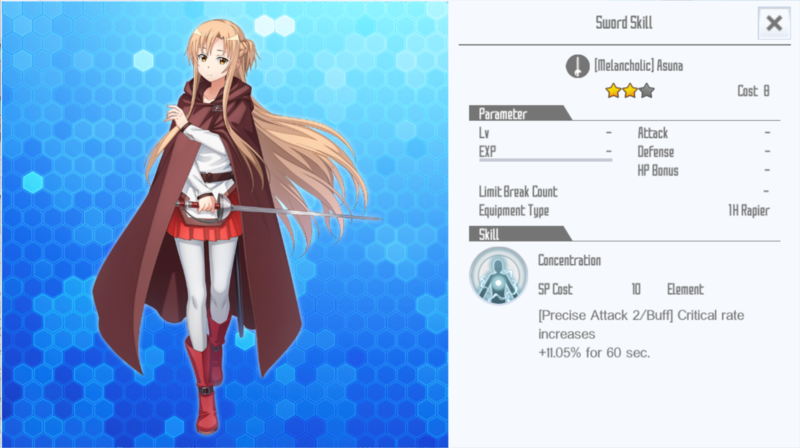 Sword Skill
[Melancholic] Asuna
Cost 8
Parameter
Lv - Attack -
EXP - Defense -
HP Bonus -
Limit Break Count -
Equipment Type 1H Rapier
Skill
Concentration
SP Cost 10 Element
[Precise Attack 2/Buff] Critical rate
increases
+11.05% for 60 sec.